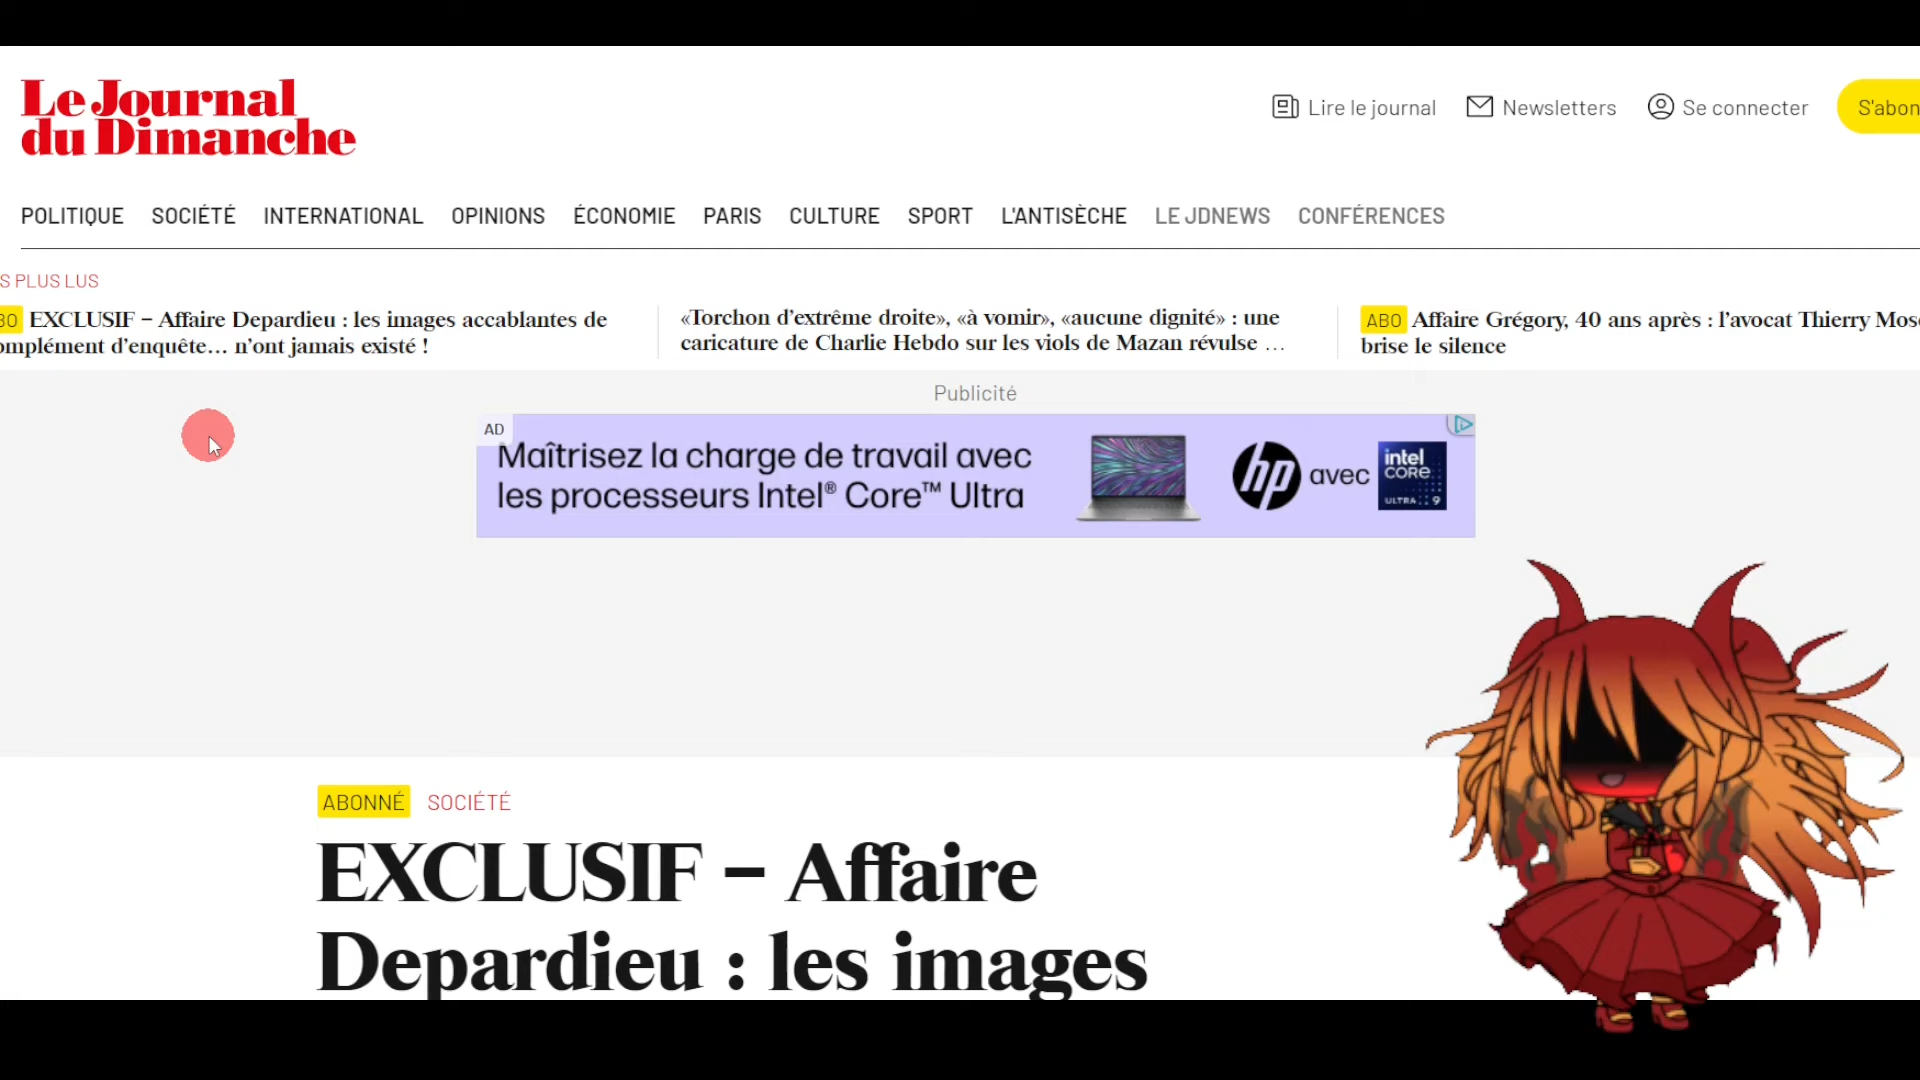 Le Journal
du Dimanche
Lire le journal
Newsletters
Se connecter
S'abon
POLITIQUE SOCIÉTÉ INTERNATIONAL OPINIONS ÉCONOMIE PARIS CULTURE SPORT L'ANTISÈCHE LE JDNEWS CONFÉRENCES
S PLUS LUS
BO EXCLUSIF – Affaire Depardieu : les images accablantes de
omplément d’enquête… n’ont jamais existé !
«Torchon d’extrême droite», «à vomir», «aucune dignité» : une
caricature de Charlie Hebdo sur les viols de Mazan révulse …
ABO Affaire Grégory, 40 ans après : l’avocat Thierry Mos
brise le silence
Publicité
AD
Maîtrisez la charge de travail avec
les processeurs Intel® Core™ Ultra
hp avec
intel
CORE
ULTRA 9
ABONNÉ SOCIÉTÉ
EXCLUSIF – Affaire
Depardieu : les images